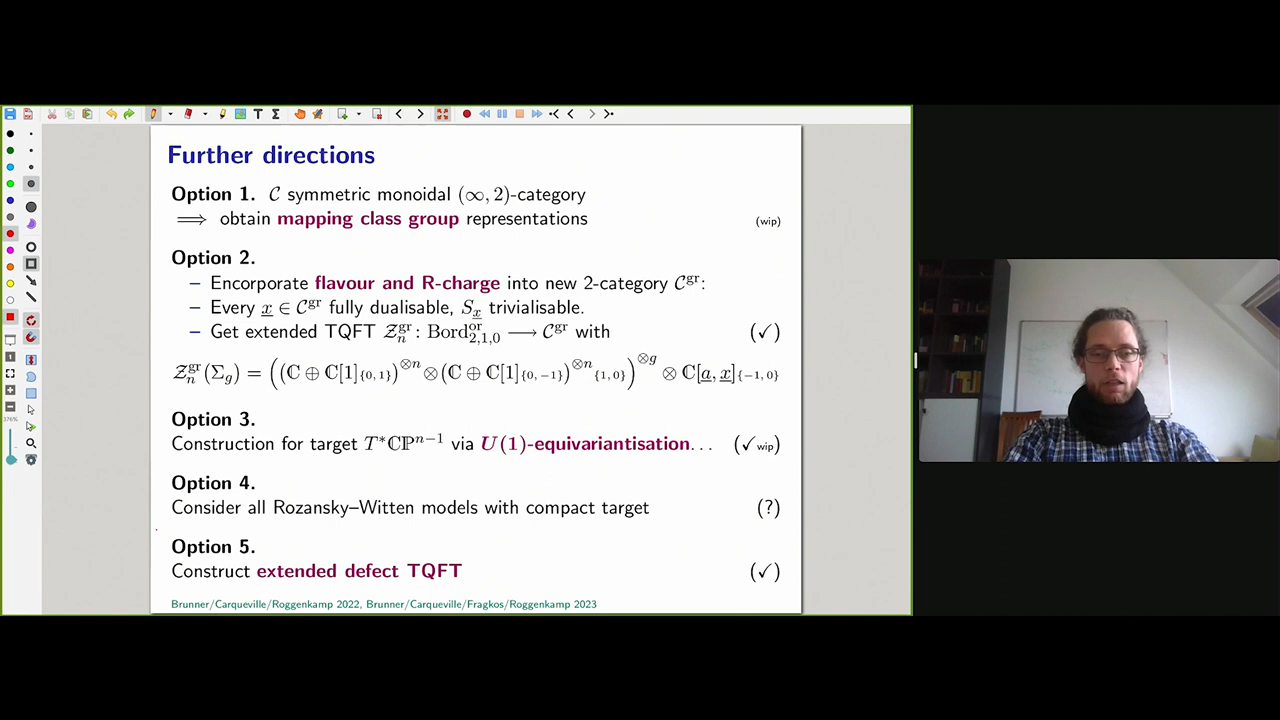 Further directions
Option 1. 𝒞 symmetric monoidal (∞, 2)-category
⟹ obtain mapping class group representations (wip)
Option 2.
– Encorporate flavour and R-charge into new 2-category 𝒞^gr:
– Every x ∈ 𝒞^gr fully dualisable, S_x trivialisable.
– Get extended TQFT 𝒵_n^gr : Bord_{2,1,0}^or ⟶ 𝒞^gr with (✓)
𝒵_n^gr(Σ_g) = ((ℂ ⊕ ℂ[1]_{0,1})^{⊗n} ⊗ (ℂ ⊕ ℂ[1]_{0,−1})^{⊗n}_{1,0})^{⊗g} ⊗ ℂ[a, x]_{−1,0}
Option 3.
Construction for target T*ℂℙ^{n−1} via U(1)-equivariantisation... (✓ wip)
Option 4.
Consider all Rozansky–Witten models with compact target (?)
Option 5.
Construct extended defect TQFT (✓)
Brunner/Carqueville/Roggenkamp 2022, Brunner/Carqueville/Fragkos/Roggenkamp 2023